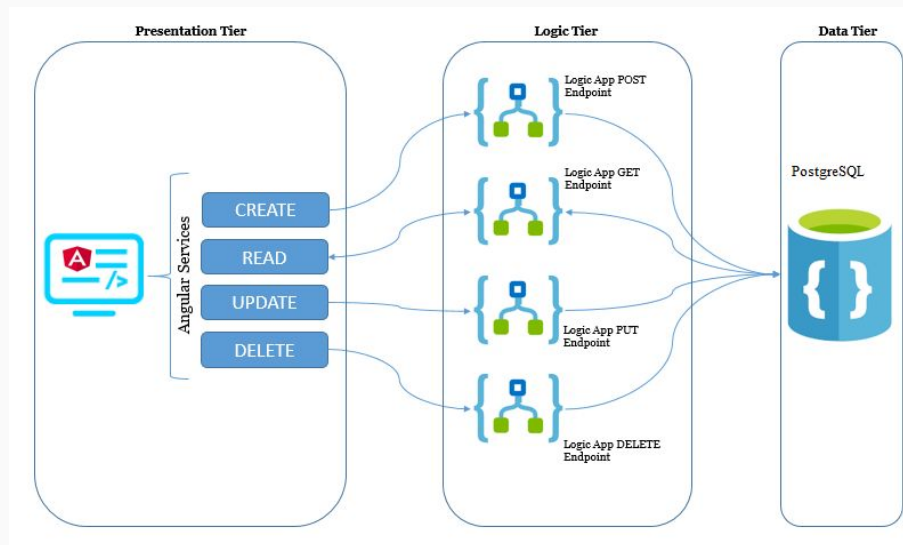 Presentation Tier
Logic Tier
Data Tier
Angular Services
CREATE
READ
UPDATE
DELETE
A
</>
Logic App POST
Endpoint
Logic App GET
Endpoint
Logic App PUT
Endpoint
Logic App DELETE
Endpoint
PostgreSQL